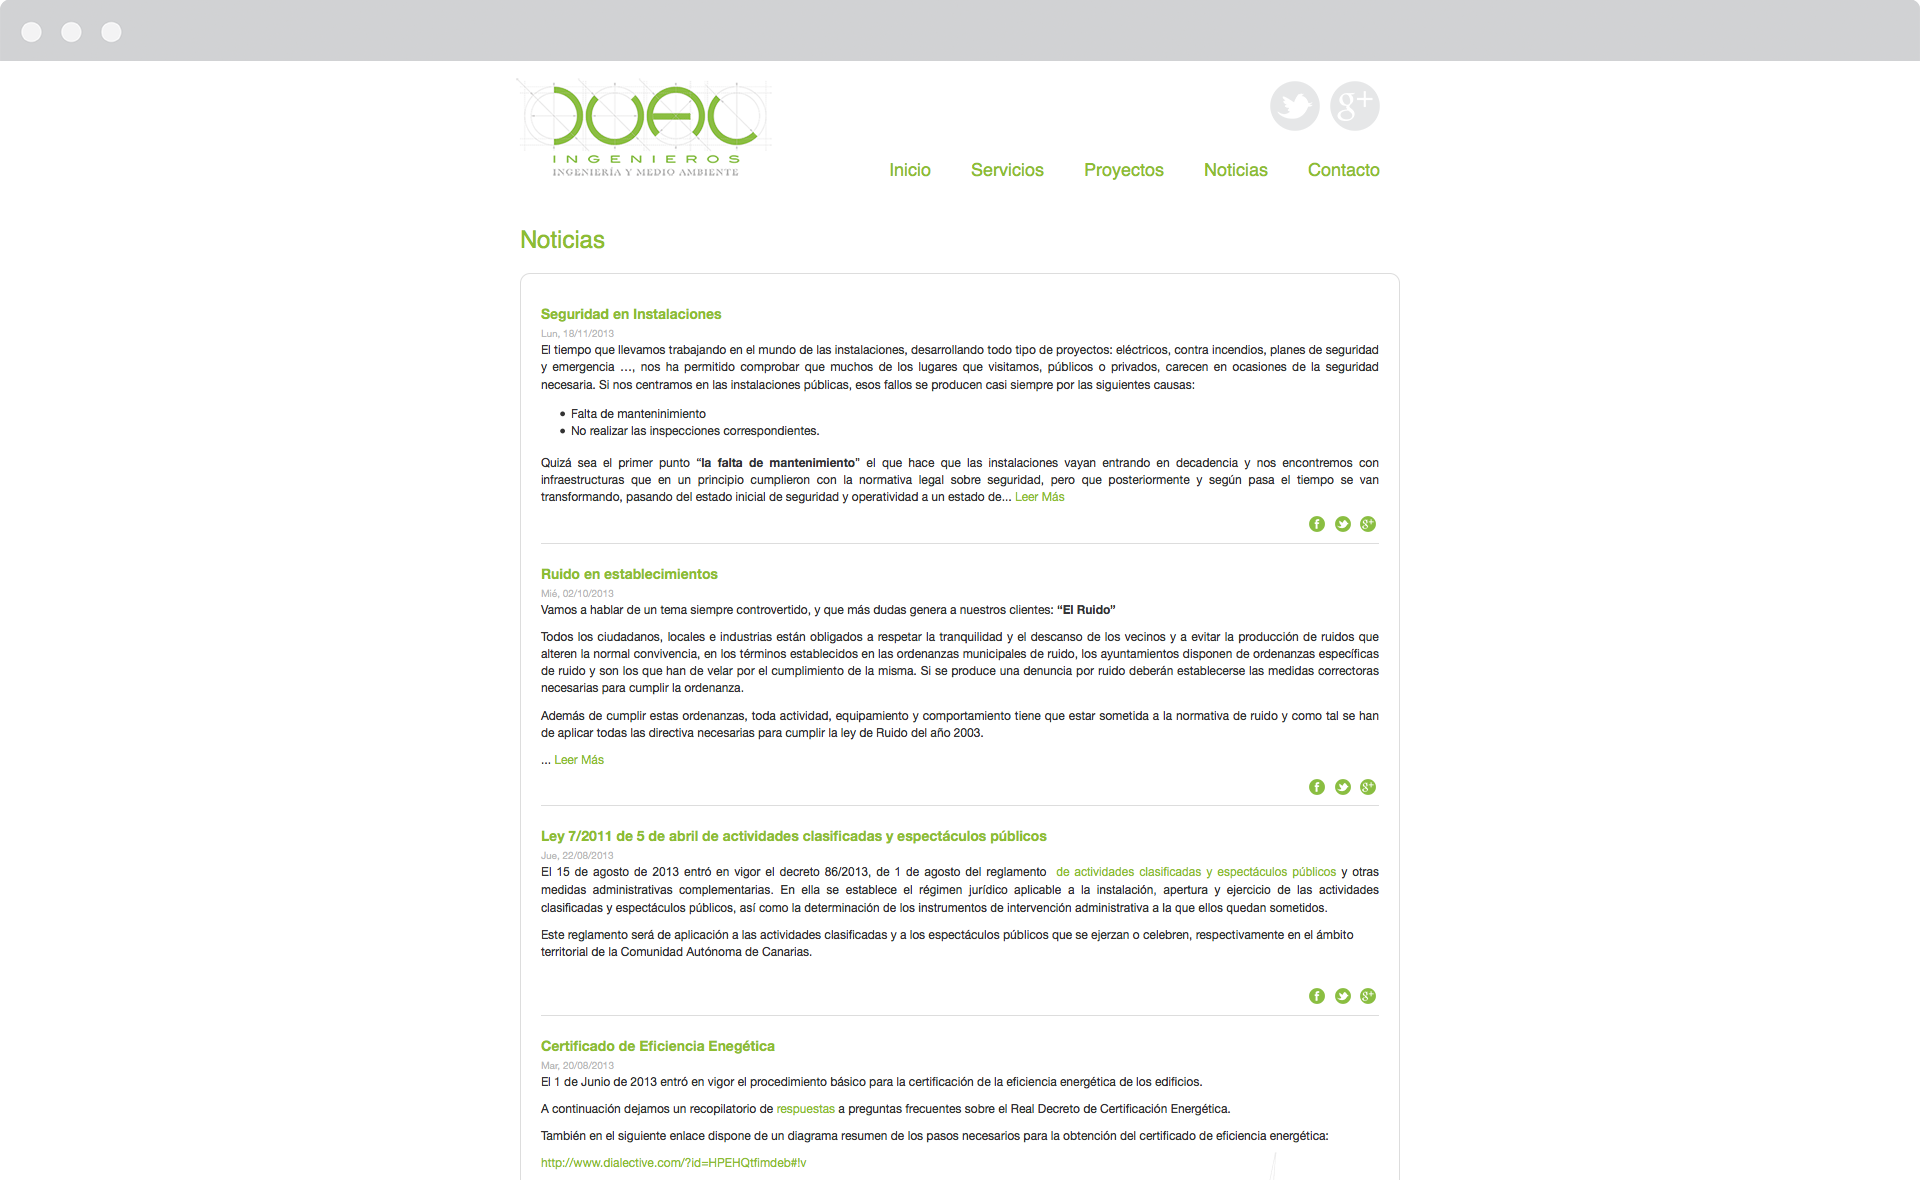 DUAC
INGENIEROS
INGENIERÍA Y MEDIO AMBIENTE
g+
Inicio Servicios Proyectos Noticias Contacto
Noticias
Seguridad en Instalaciones
Lun, 18/11/2013
El tiempo que llevamos trabajando en el mundo de las instalaciones, desarrollando todo tipo de proyectos: eléctricos, contra incendios, planes de seguridad
y emergencia …, nos ha permitido comprobar que muchos de los lugares que visitamos, públicos o privados, carecen en ocasiones de la seguridad
necesaria. Si nos centramos en las instalaciones públicas, esos fallos se producen casi siempre por las siguientes causas:
• Falta de manteninimiento
• No realizar las inspecciones correspondientes.
Quizá sea el primer punto “la falta de mantenimiento” el que hace que las instalaciones vayan entrando en decadencia y nos encontremos con
infraestructuras que en un principio cumplieron con la normativa legal sobre seguridad, pero que posteriormente y según pasa el tiempo se van
transformando, pasando del estado inicial de seguridad y operatividad a un estado de... Leer Más
f g+
Ruido en establecimientos
Mié, 02/10/2013
Vamos a hablar de un tema siempre controvertido, y que más dudas genera a nuestros clientes: “El Ruido”
Todos los ciudadanos, locales e industrias están obligados a respetar la tranquilidad y el descanso de los vecinos y a evitar la producción de ruidos que
alteren la normal convivencia, en los términos establecidos en las ordenanzas municipales de ruido, los ayuntamientos disponen de ordenanzas específicas
de ruido y son los que han de velar por el cumplimiento de la misma. Si se produce una denuncia por ruido deberán establecerse las medidas correctoras
necesarias para cumplir la ordenanza.
Además de cumplir estas ordenanzas, toda actividad, equipamiento y comportamiento tiene que estar sometida a la normativa de ruido y como tal se han
de aplicar todas las directiva necesarias para cumplir la ley de Ruido del año 2003.
... Leer Más
f g+
Ley 7/2011 de 5 de abril de actividades clasificadas y espectáculos públicos
Jue, 22/08/2013
El 15 de agosto de 2013 entró en vigor el decreto 86/2013, de 1 de agosto del reglamento de actividades clasificadas y espectáculos públicos y otras
medidas administrativas complementarias. En ella se establece el régimen jurídico aplicable a la instalación, apertura y ejercicio de las actividades
clasificadas y espectáculos públicos, así como la determinación de los instrumentos de intervención administrativa a la que ellos quedan sometidos.
Este reglamento será de aplicación a las actividades clasificadas y a los espectáculos públicos que se ejerzan o celebren, respectivamente en el ámbito
territorial de la Comunidad Autónoma de Canarias.
f g+
Certificado de Eficiencia Enegética
Mar, 20/08/2013
El 1 de Junio de 2013 entró en vigor el procedimiento básico para la certificación de la eficiencia energética de los edificios.
A continuación dejamos un recopilatorio de respuestas a preguntas frecuentes sobre el Real Decreto de Certificación Energética.
También en el siguiente enlace dispone de un diagrama resumen de los pasos necesarios para la obtención del certificado de eficiencia energética:
http://www.dialective.com/?id=HPEHQtfimdeb#!v